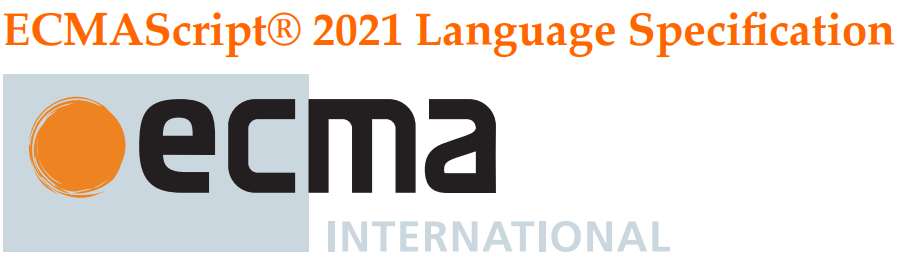 ECMAScript® 2021 Language Specification
ecma
INTERNATIONAL